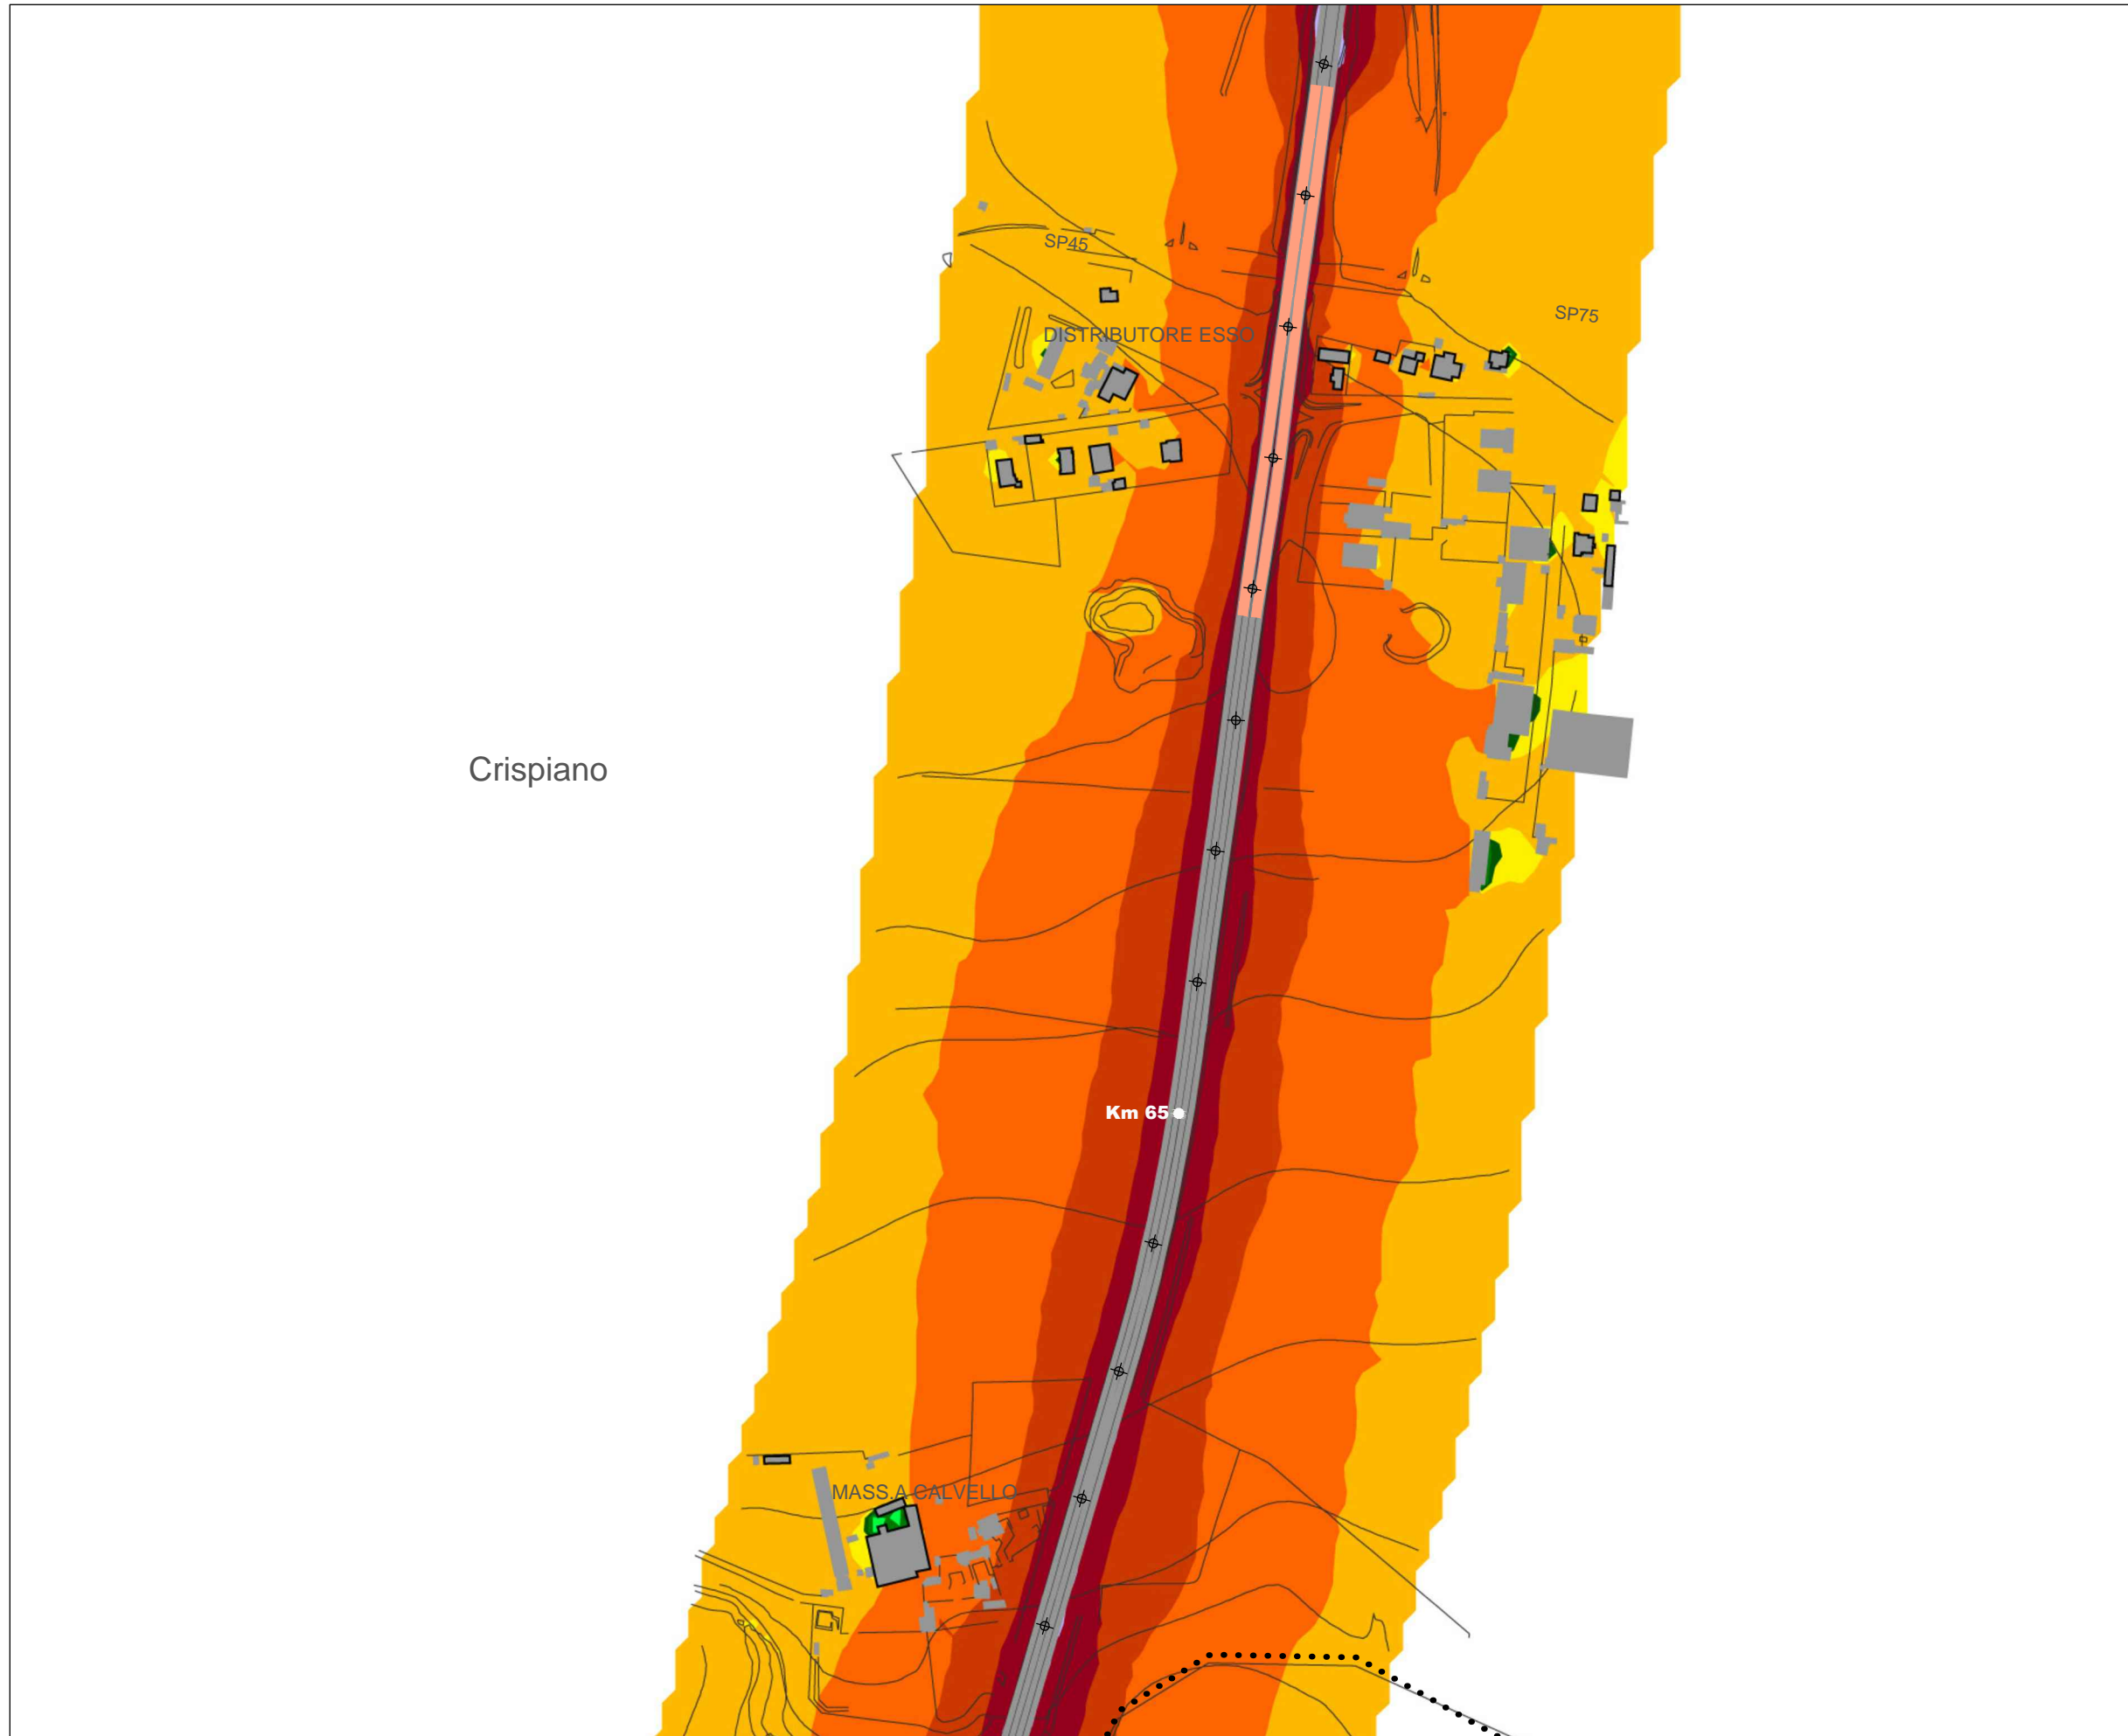 SP45
SP75
DISTRIBUTORE ESSO
Crispiano
Km 65
MASS.A CALVELLO